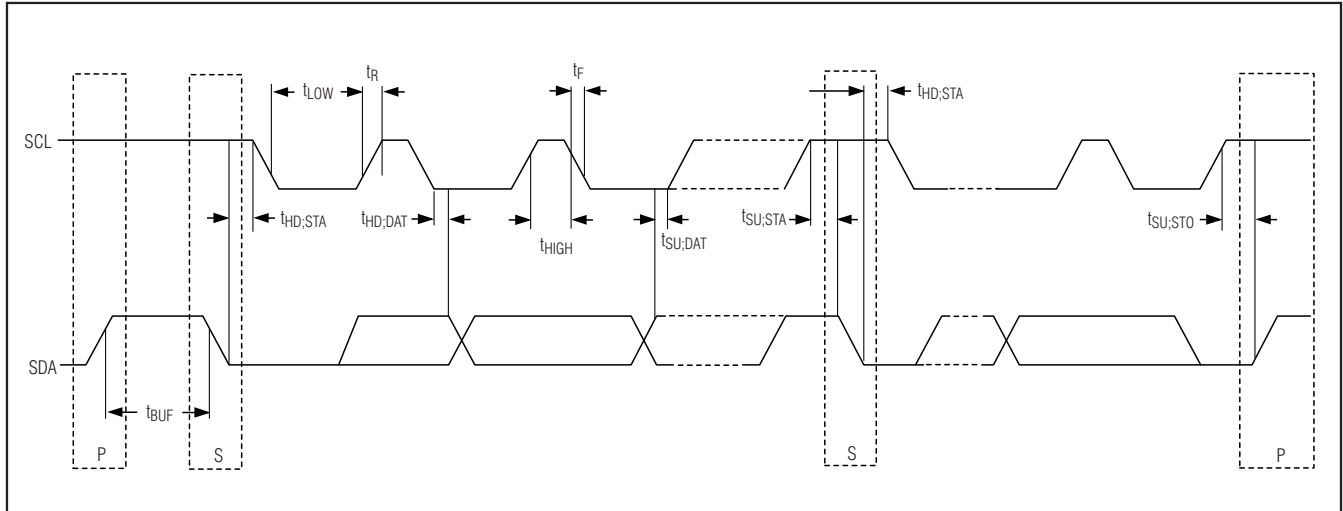 tR
tF
tLOW
tHD;STA
SCL
tHD;STA
tHD;DAT
tHIGH
tSU;DAT
tSU;STA
tSU;STO
SDA
tBUF
P
S
S
P